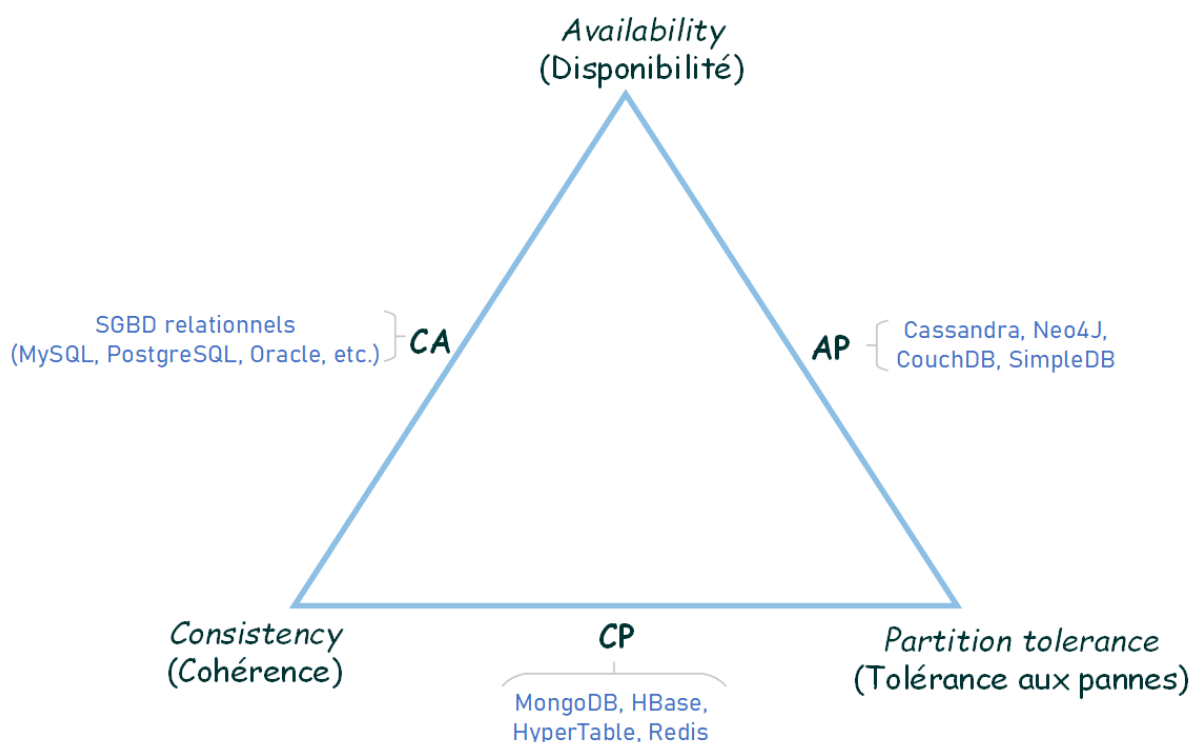 Availability
(Disponibilité)
SGBD relationnels
(MySQL, PostgreSQL, Oracle, etc.)
CA
AP
Cassandra, Neo4J,
CouchDB, SimpleDB
Consistency
(Cohérence)
CP
MongoDB, HBase,
HyperTable, Redis
Partition tolerance
(Tolérance aux pannes)